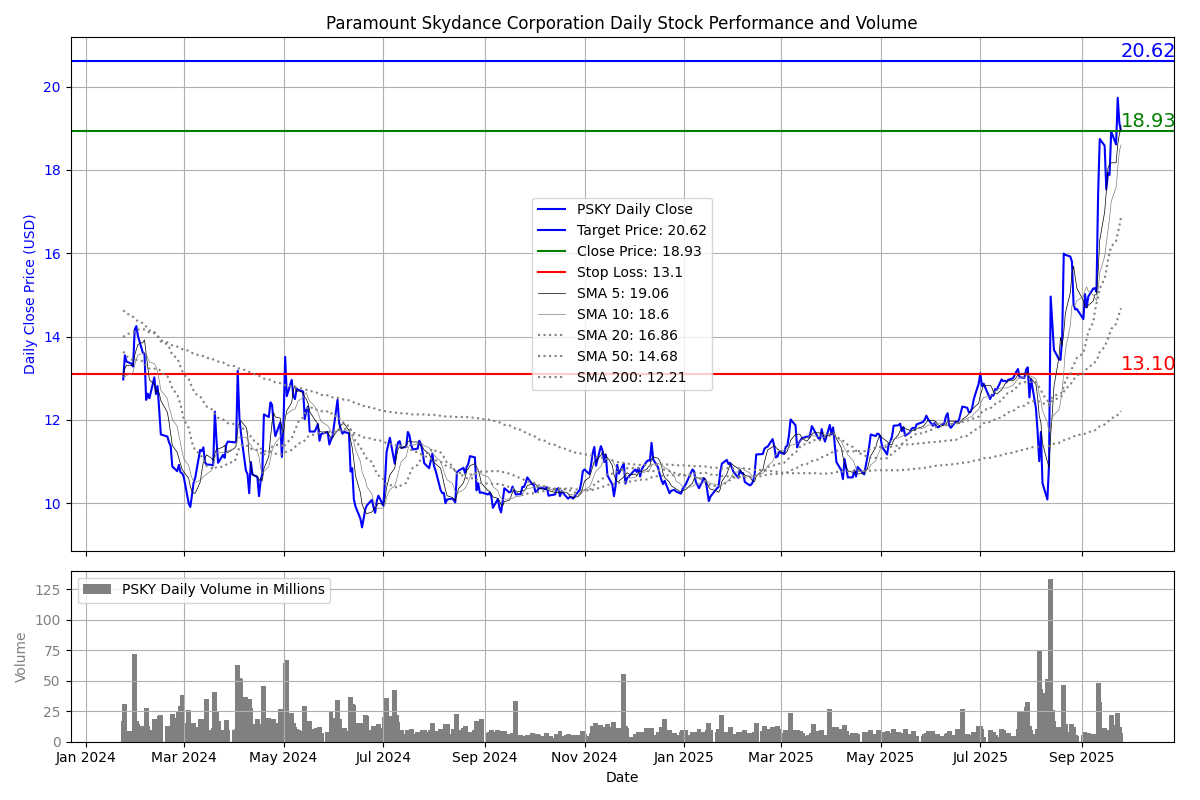 Paramount Skydance Corporation Daily Stock Performance and Volume
Daily Close Price (USD)
20
18
16
14
12
10
20.62
18.93
13.10
PSKY Daily Close
Target Price: 20.62
Close Price: 18.93
Stop Loss: 13.1
SMA 5: 19.06
SMA 10: 18.6
SMA 20: 16.86
SMA 50: 14.68
SMA 200: 12.21
Volume
125
100
75
50
25
0
PSKY Daily Volume in Millions
Jan 2024 Mar 2024 May 2024 Jul 2024 Sep 2024 Nov 2024 Jan 2025 Mar 2025 May 2025 Jul 2025 Sep 2025
Date